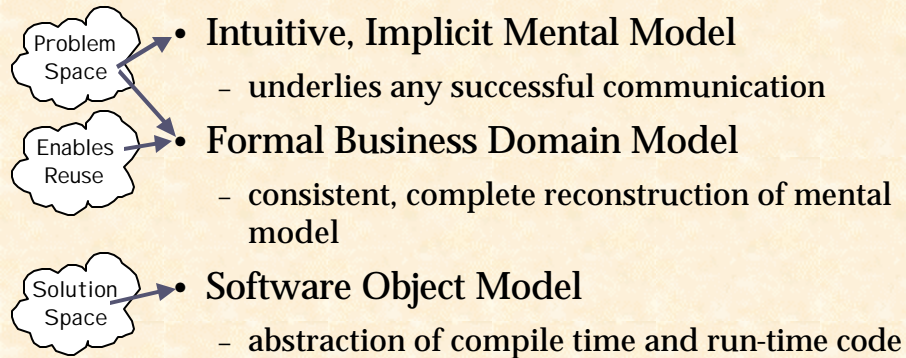 Problem
Space
• Intuitive, Implicit Mental Model
– underlies any successful communication
Enables
Reuse
• Formal Business Domain Model
– consistent, complete reconstruction of mental
model
Solution
Space
• Software Object Model
– abstraction of compile time and run-time code